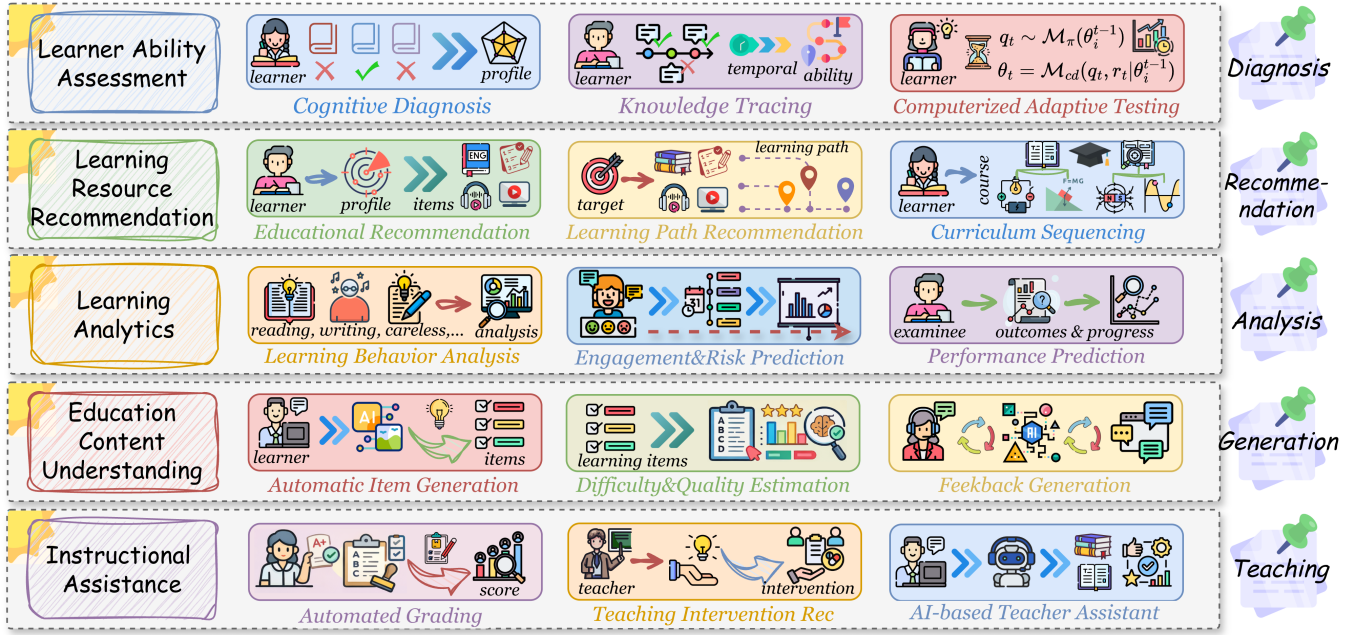 Learner Ability
Assessment
learner
profile
Cognitive Diagnosis
learner
temporal
ability
Knowledge Tracing
learner
q_t ∼ M_π(θ_i^{t−1})
θ_t = M_{cd}(q_t, r_t|θ_i^{t−1})
Computerized Adaptive Testing
Diagnosis
Learning
Resource
Recommendation
learner
profile
items
ENG
Educational Recommendation
target
learning path
Learning Path Recommendation
learner
course
F=MG
N
S
Curriculum Sequencing
Recomme-
ndation
Learning
Analytics
reading, writing, careless,...
analysis
Learning Behavior Analysis
31
Engagement&Risk Prediction
examinee
outcomes & progress
Performance Prediction
Analysis
Education
Content
Understanding
learner
AI
items
Automatic Item Generation
learning items
A
B
C
D
Difficulty&Quality Estimation
AI
Feekback Generation
Generation
Instructional
Assistance
A+
A
B
C
score
Automated Grading
teacher
intervention
Teaching Intervention Rec
AI-based Teacher Assistant
Teaching